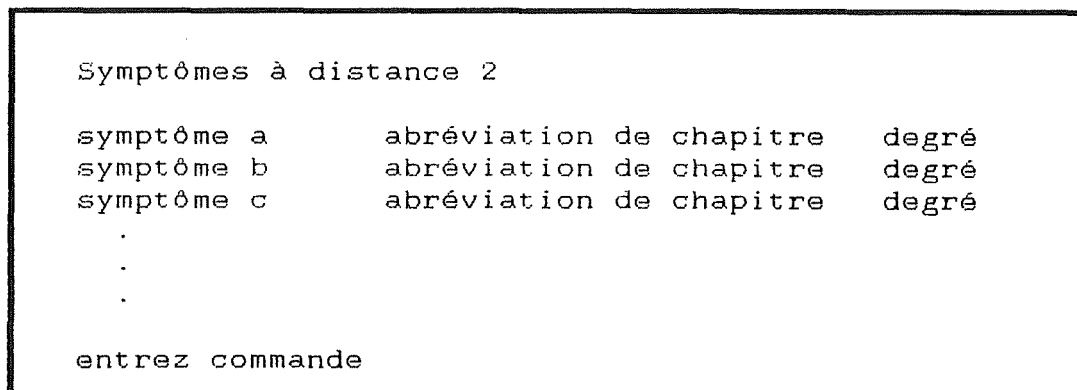 Symptômes à distance 2
symptôme a abréviation de chapitre degré
symptôme b abréviation de chapitre degré
symptôme c abréviation de chapitre degré
.
.
.
entrez commande